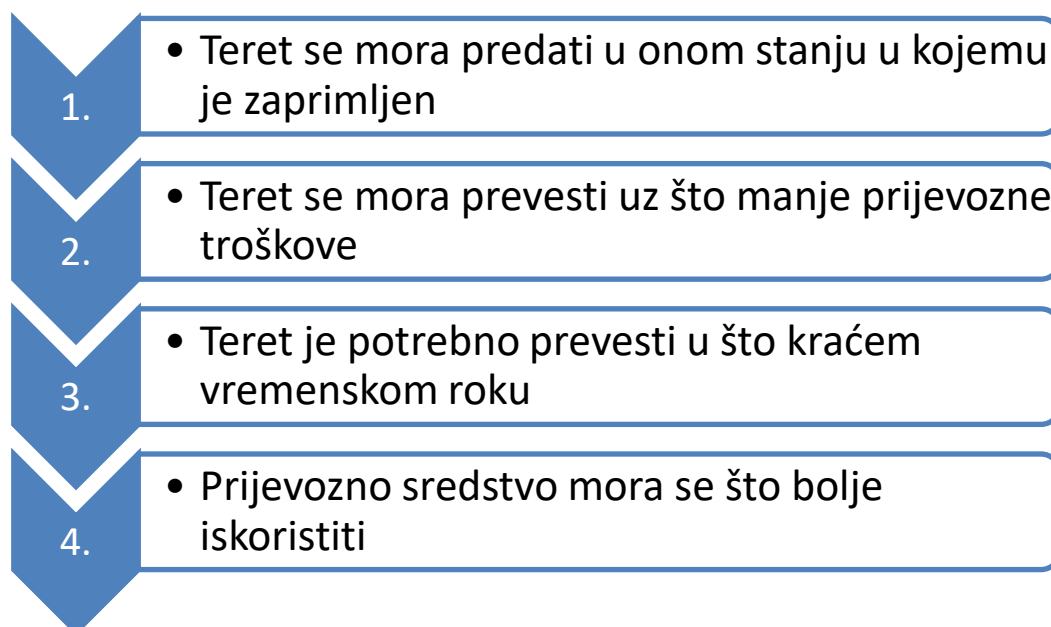 1.
• Teret se mora predati u onom stanju u kojemu
je zaprimljen
2.
• Teret se mora prevesti uz što manje prijevozne
troškove
3.
• Teret je potrebno prevesti u što kraćem
vremenskom roku
4.
• Prijevozno sredstvo mora se što bolje
iskoristiti